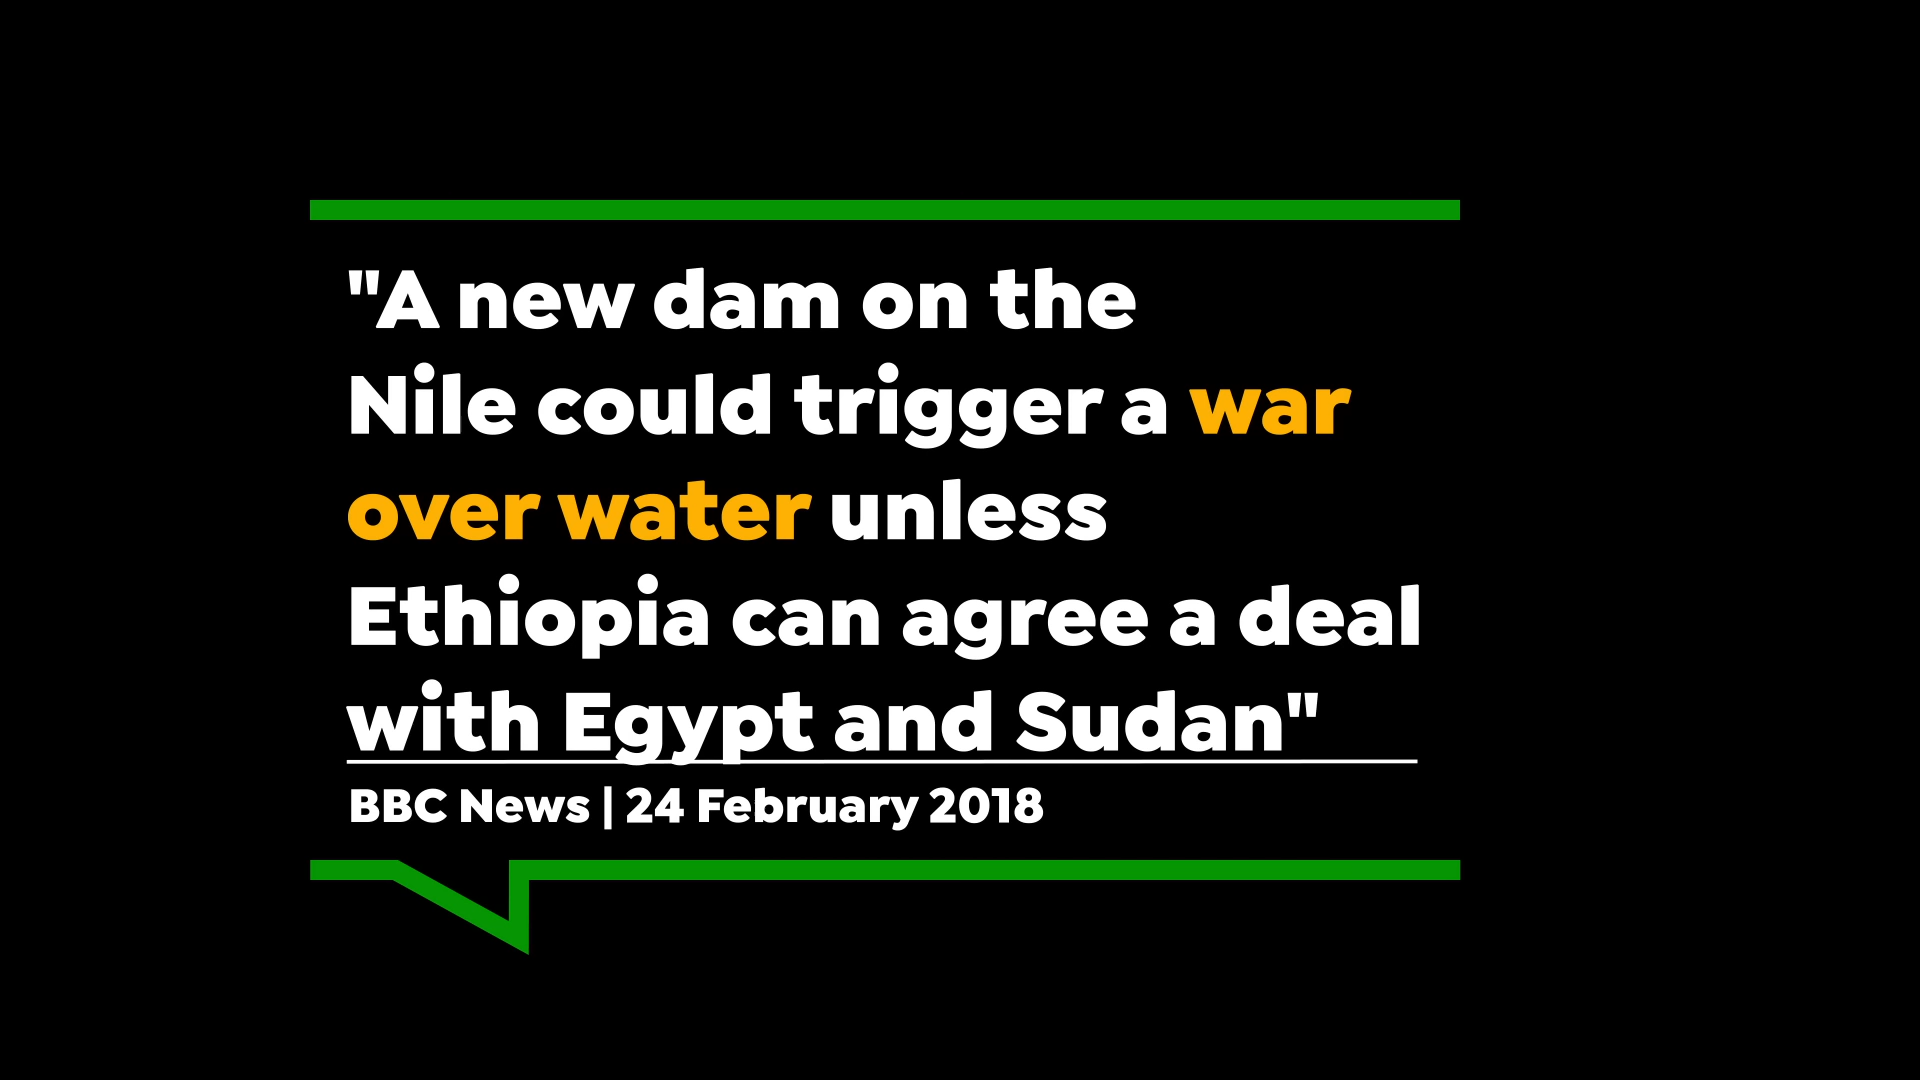 "A new dam on the
Nile could trigger a war
over water unless
Ethiopia can agree a deal
with Egypt and Sudan"
BBC News | 24 February 2018